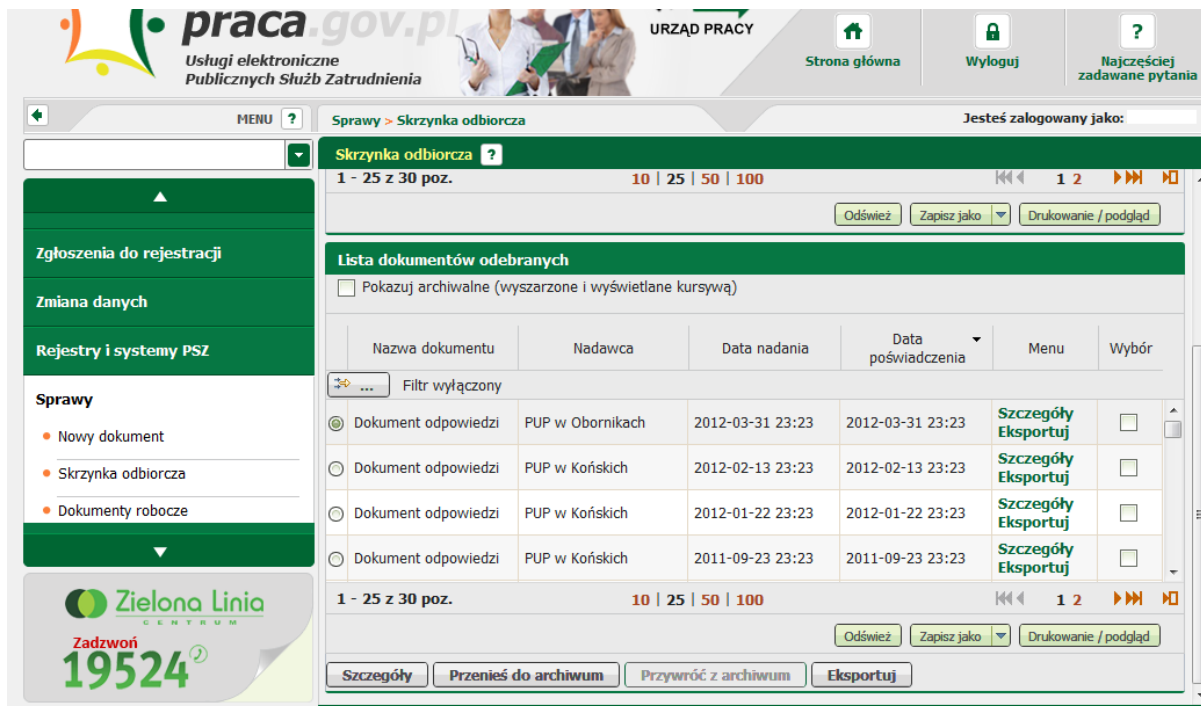 praca.gov.pl
Usługi elektroniczne
Publicznych Służb Zatrudnienia
URZĄD PRACY
Strona główna
Wyloguj
?
Najczęściej
zadawane pytania
MENU ?
Sprawy > Skrzynka odbiorcza
Jesteś zalogowany jako:
Skrzynka odbiorcza ?
1 - 25 z 30 poz. 10 | 25 | 50 | 100 1 2
Odśwież Zapisz jako Drukowanie / podgląd
Zgłoszenia do rejestracji
Zmiana danych
Rejestry i systemy PSZ
Sprawy
• Nowy dokument
• Skrzynka odbiorcza
• Dokumenty robocze
Zielona Linia
CENTRUM
Zadzwoń
19524
Lista dokumentów odebranych
Pokazuj archiwalne (wyszarzone i wyświetlane kursywą)
Nazwa dokumentu Nadawca Data nadania Data poświadczenia Menu Wybór
... Filtr wyłączony
Dokument odpowiedzi PUP w Obornikach 2012-03-31 23:23 2012-03-31 23:23 Szczegóły
Eksportuj
Dokument odpowiedzi PUP w Końskich 2012-02-13 23:23 2012-02-13 23:23 Szczegóły
Eksportuj
Dokument odpowiedzi PUP w Końskich 2012-01-22 23:23 2012-01-22 23:23 Szczegóły
Eksportuj
Dokument odpowiedzi PUP w Końskich 2011-09-23 23:23 2011-09-23 23:23 Szczegóły
Eksportuj
1 - 25 z 30 poz. 10 | 25 | 50 | 100 1 2
Odśwież Zapisz jako Drukowanie / podgląd
Szczegóły Przenieś do archiwum Przywróć z archiwum Eksportuj